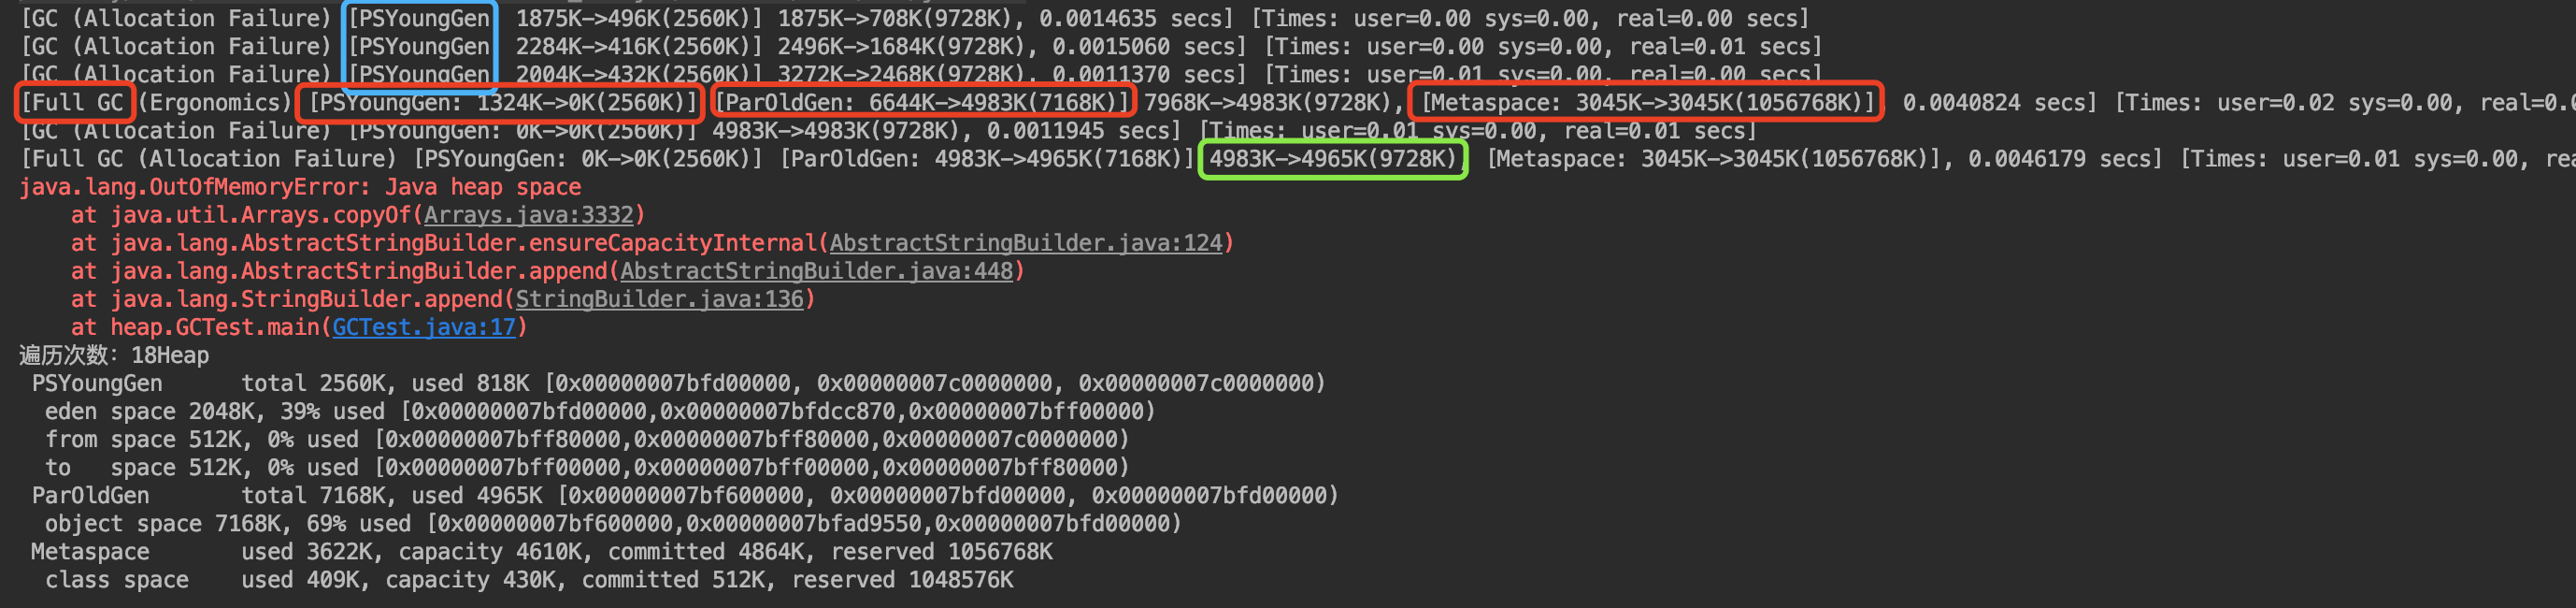 [GC (Allocation Failure) [PSYoungGen  1875K->496K(2560K)] 1875K->708K(9728K), 0.0014635 secs] [Times: user=0.00 sys=0.00, real=0.00 secs]
[GC (Allocation Failure) [PSYoungGen  2284K->416K(2560K)] 2496K->1684K(9728K), 0.0015060 secs] [Times: user=0.00 sys=0.00, real=0.01 secs]
[GC (Allocation Failure) [PSYoungGen  2004K->432K(2560K)] 3272K->2468K(9728K), 0.0011370 secs] [Times: user=0.01 sys=0.00, real=0.00 secs]
[Full GC (Ergonomics) [PSYoungGen: 1324K->0K(2560K)] [ParOldGen: 6644K->4983K(7168K)] 7968K->4983K(9728K), [Metaspace: 3045K->3045K(1056768K)], 0.0040824 secs] [Times: user=0.02 sys=0.00, real=0.0
[GC (Allocation Failure) [PSYoungGen: 0K->0K(2560K)] 4983K->4983K(9728K), 0.0011945 secs] [Times: user=0.01 sys=0.00, real=0.01 secs]
[Full GC (Allocation Failure) [PSYoungGen: 0K->0K(2560K)] [ParOldGen: 4983K->4965K(7168K)] 4983K->4965K(9728K), [Metaspace: 3045K->3045K(1056768K)], 0.0046179 secs] [Times: user=0.01 sys=0.00, rea
java.lang.OutOfMemoryError: Java heap space
    at java.util.Arrays.copyOf(Arrays.java:3332)
    at java.lang.AbstractStringBuilder.ensureCapacityInternal(AbstractStringBuilder.java:124)
    at java.lang.AbstractStringBuilder.append(AbstractStringBuilder.java:448)
    at java.lang.StringBuilder.append(StringBuilder.java:136)
    at heap.GCTest.main(GCTest.java:17)
遍历次数：18Heap
 PSYoungGen      total 2560K, used 818K [0x00000007bfd00000, 0x00000007c0000000, 0x00000007c0000000)
  eden space 2048K, 39% used [0x00000007bfd00000,0x00000007bfdcc870,0x00000007bff00000)
  from space 512K, 0% used [0x00000007bff80000,0x00000007bff80000,0x00000007c0000000)
  to   space 512K, 0% used [0x00000007bff00000,0x00000007bff00000,0x00000007bff80000)
 ParOldGen       total 7168K, used 4965K [0x00000007bf600000, 0x00000007bfd00000, 0x00000007bfd00000)
  object space 7168K, 69% used [0x00000007bf600000,0x00000007bfad9550,0x00000007bfd00000)
 Metaspace       used 3622K, capacity 4610K, committed 4864K, reserved 1056768K
  class space    used 409K, capacity 430K, committed 512K, reserved 1048576K